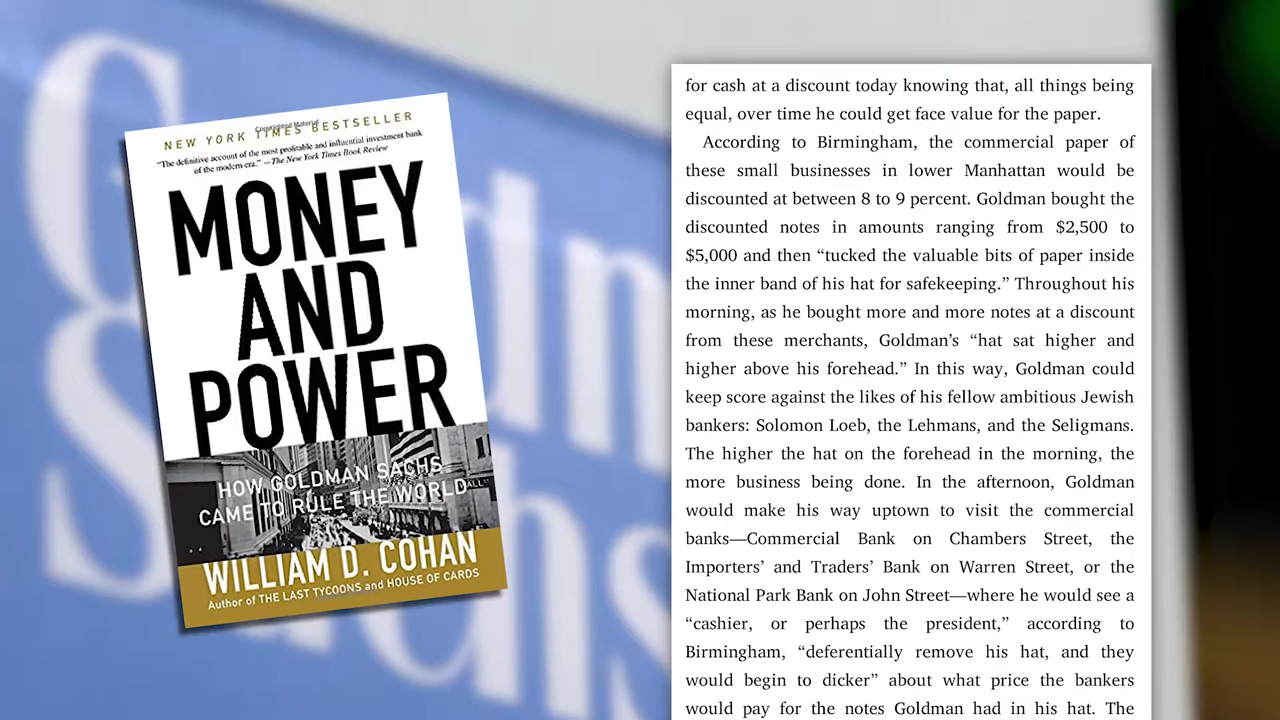 Copyrighted Material
NEW YORK TIMES BESTSELLER
“The definitive account of the most profitable and influential investment bank
of the modern era.” —The New York Times Book Review
MONEY
AND
POWER
HOW GOLDMAN SACHS
CAME TO RULE THE WORLD
WILLIAM D. COHAN
Author of THE LAST TYCOONS and HOUSE OF CARDS
for cash at a discount today knowing that, all things being
equal, over time he could get face value for the paper.
According to Birmingham, the commercial paper of
these small businesses in lower Manhattan would be
discounted at between 8 to 9 percent. Goldman bought the
discounted notes in amounts ranging from $2,500 to
$5,000 and then “tucked the valuable bits of paper inside
the inner band of his hat for safekeeping.” Throughout his
morning, as he bought more and more notes at a discount
from these merchants, Goldman’s “hat sat higher and
higher above his forehead.” In this way, Goldman could
keep score against the likes of his fellow ambitious Jewish
bankers: Solomon Loeb, the Lehmans, and the Seligmans.
The higher the hat on the forehead in the morning, the
more business being done. In the afternoon, Goldman
would make his way uptown to visit the commercial
banks—Commercial Bank on Chambers Street, the
Importers’ and Traders’ Bank on Warren Street, or the
National Park Bank on John Street—where he would see a
“cashier, or perhaps the president,” according to
Birmingham, “deferentially remove his hat, and they
would begin to dicker” about what price the bankers
would pay for the notes Goldman had in his hat. The